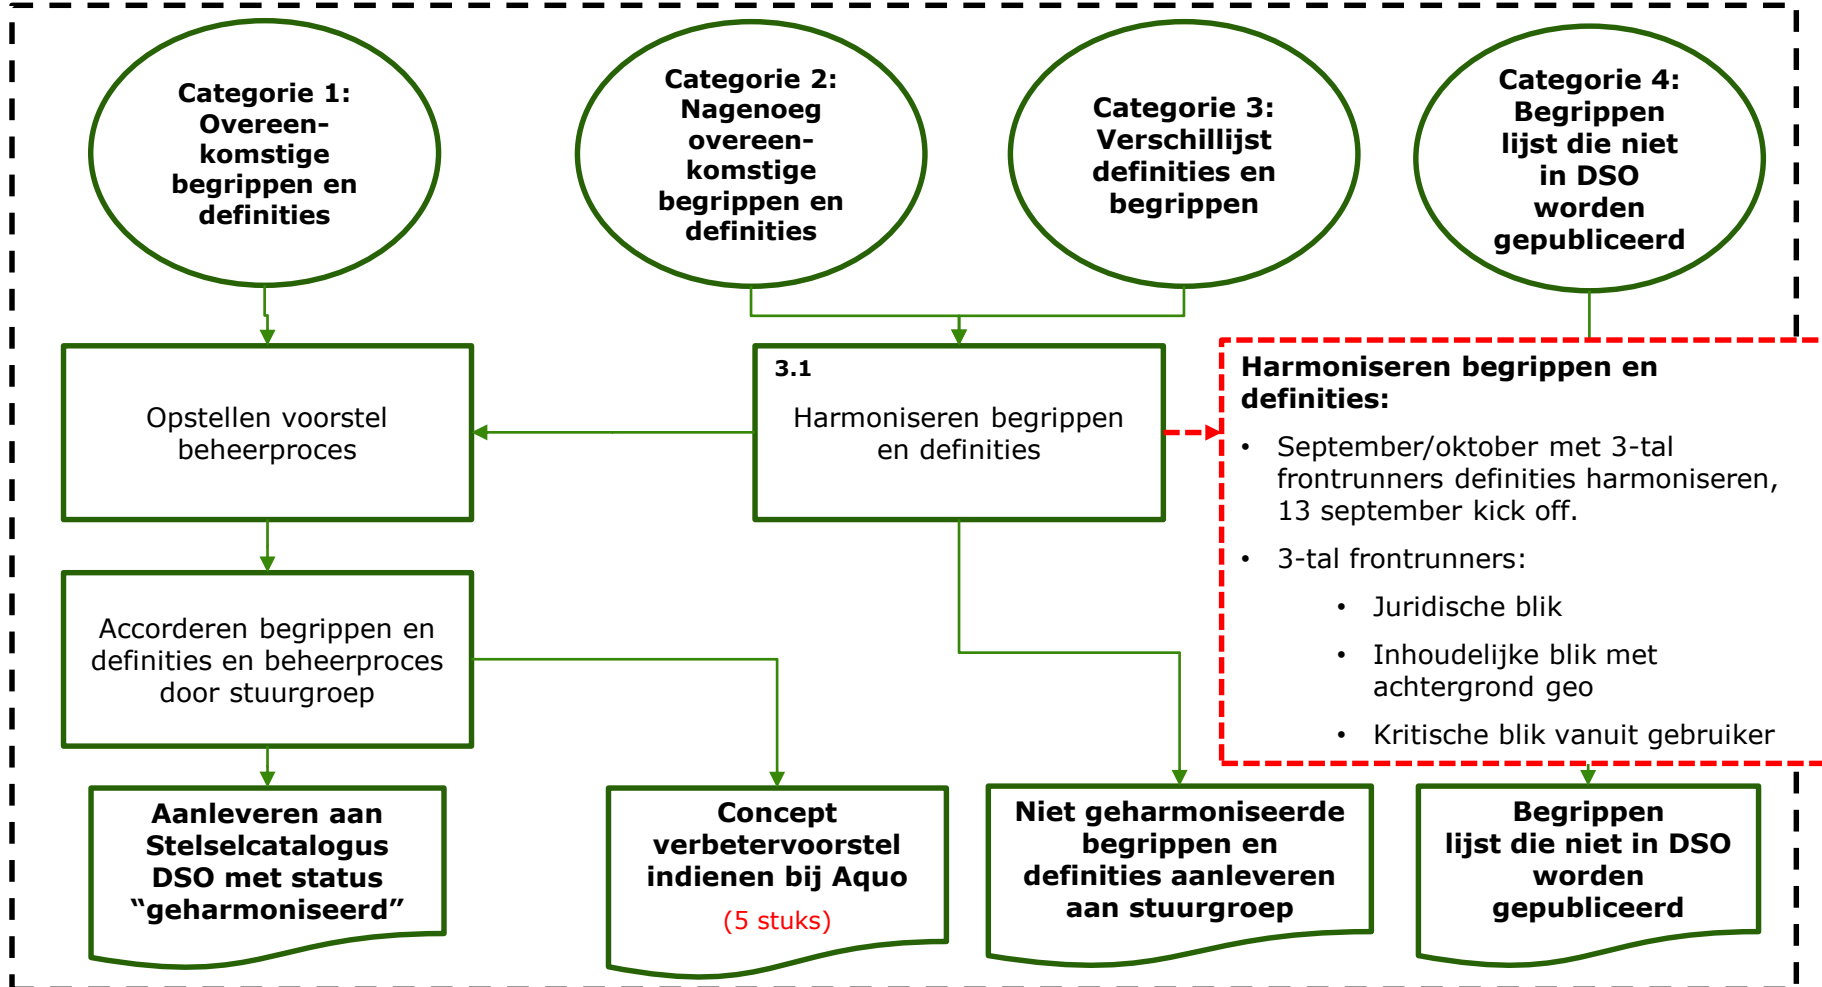 Categorie 1:
Overeen-
komstige
begrippen en
definities
Categorie 2:
Nagenoeg
overeen-
komstige
begrippen en
definities
Categorie 3:
Verschillijst
definities en
begrippen
Categorie 4:
Begrippen
lijst die niet
in DSO
worden
gepubliceerd
Opstellen voorstel
beheerproces
3.1
Harmoniseren begrippen
en definities
Harmoniseren begrippen en
definities:
• September/oktober met 3-tal
frontrunners definities harmoniseren,
13 september kick off.
• 3-tal frontrunners:
• Juridische blik
• Inhoudelijke blik met
achtergrond geo
• Kritische blik vanuit gebruiker
Accorderen begrippen en
definities en beheerproces
door stuurgroep
Aanleveren aan
Stelselcatalogus
DSO met status
“geharmoniseerd”
Concept
verbetervoorstel
indienen bij Aquo
(5 stuks)
Niet geharmoniseerde
begrippen en
definities aanleveren
aan stuurgroep
Begrippen
lijst die niet in DSO
worden
gepubliceerd